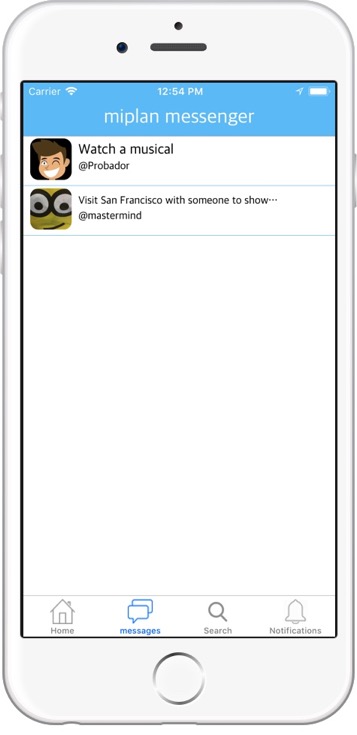 Carrier 12:54 PM
miplan messenger
Watch a musical
@Probador
Visit San Francisco with someone to show···
@mastermind
Home messages Search Notifications